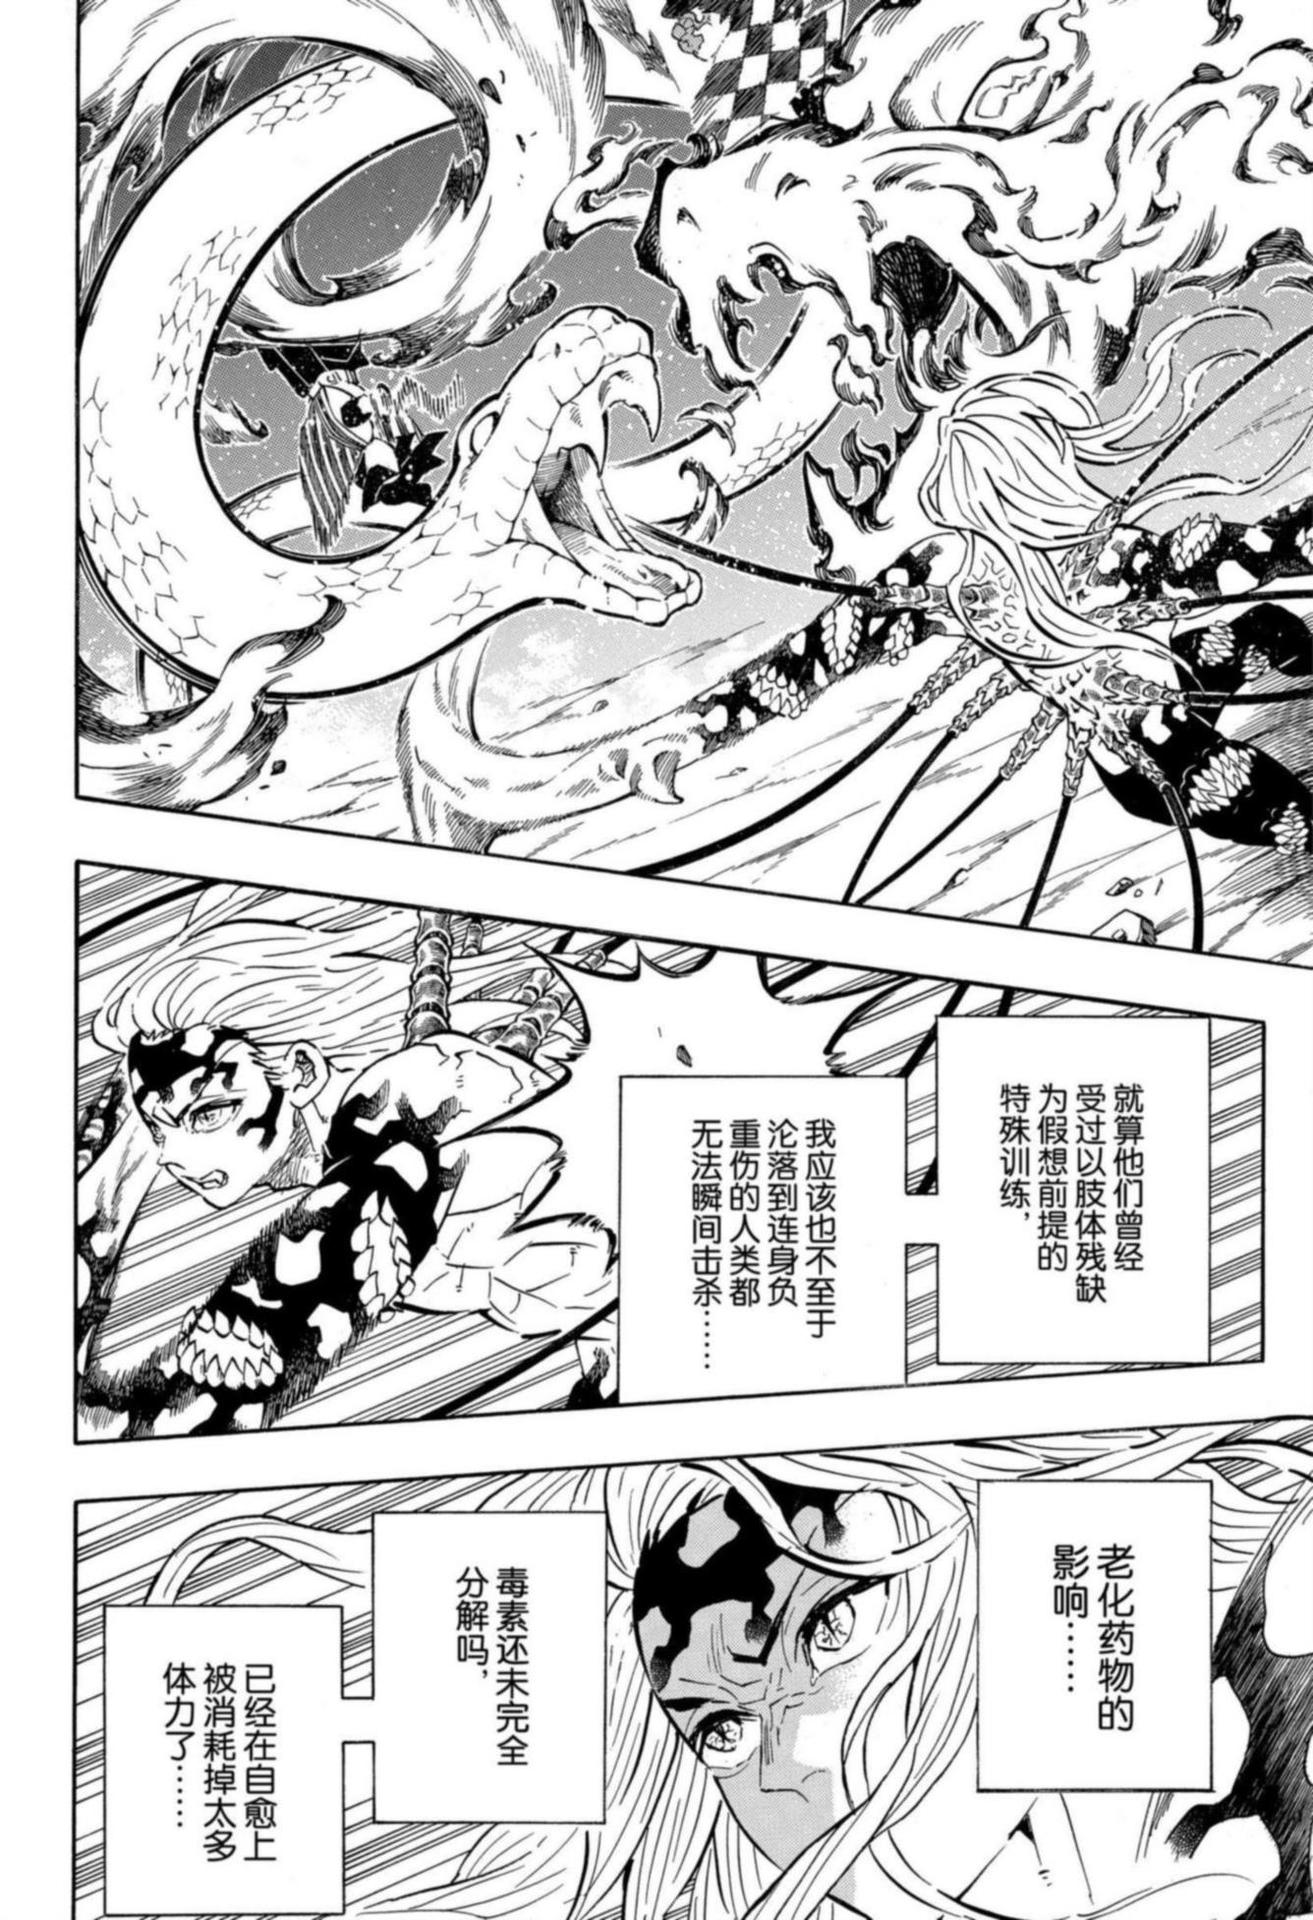 就算他们曾经
受过以肢体残缺
为假想前提的
特殊训练，
我应该也不至于
沦落到连身负
重伤的人类都
无法瞬间击杀……
老化药物的
影响……
毒素还未完全
分解吗，
已经在自愈上
被消耗掉太多
体力了……